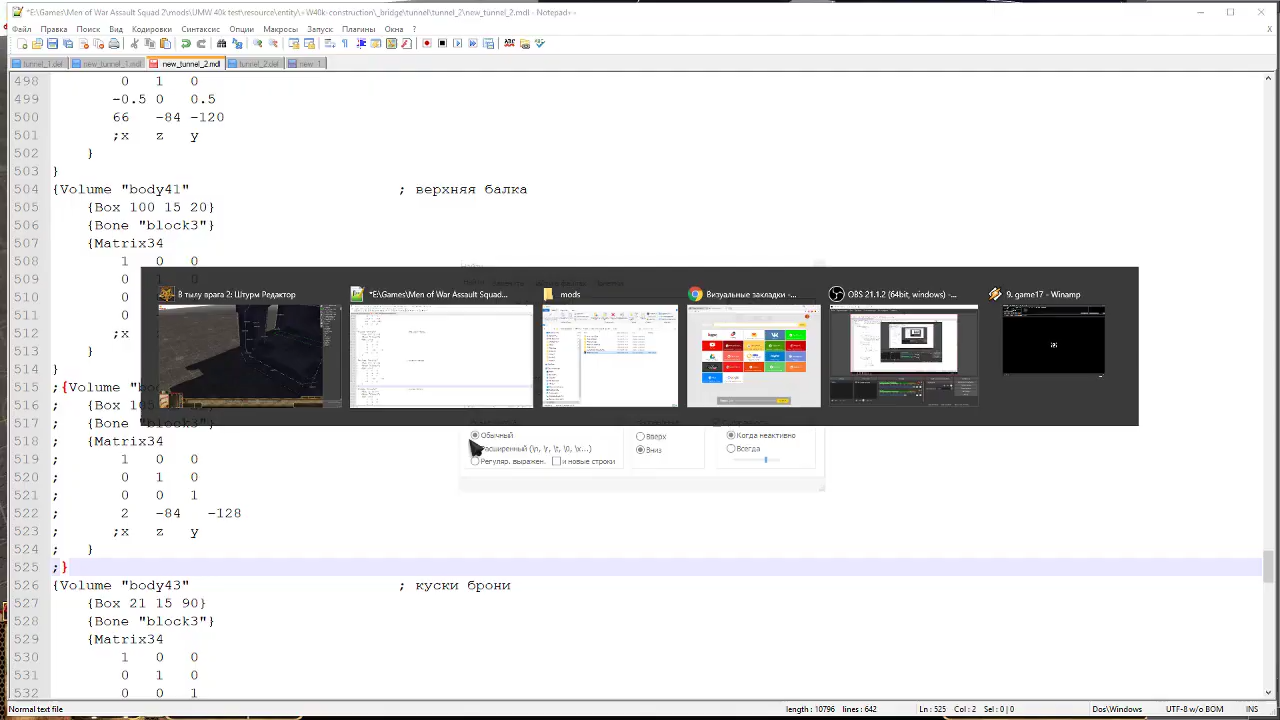 *E:\Games\Men of War Assault Squad 2\mods\UMW 40k test\resource\entity\+W40k-construction\_bridge\tunnel\tunnel_2\new_tunnel_2.mdl - Notepad++
Файл Правка Поиск Вид Кодировки Синтаксис Опции Макросы Запуск Плагины Окна ? X
tunnel_1.def new_tunnel_1.mdl new_tunnel_2.mdl tunnel_2.def new 1
498 0 1 0
499 -0.5 0 0.5
500 66 -84 -120
501 ;x z y
502 }
503 }
504 {Volume "body41" ; верхняя балка
505 {Box 100 15 20}
506 {Bone "block3"}
507 {Matrix34
508 1 0 0
509 0 1 0
510 0
511 0
512 ;x
513 }
514 }
В тылу врага 2: Штурм Редактор
*E:\Games\Men of War Assault Squad...
mods
Визуальные закладки -...
OBS 21.1.2 (64bit, windows) -...
9. game17 - Winamp
515 ;{Volume "bo
516 ; {Box 185
517 ; {Bone "block3"}
518 ; {Matrix34
519 ; 1 0 0
520 ; 0 1 0
521 ; 0 0 1
522 ; 2 -84 -128
523 ; ;x z y
524 ; }
525 ;}
Обычный
Расширенный (\n, \r, \t, \0, \x...)
Регуляр. выражен. и новые строки
Вверх
Вниз
Когда неактивно
Всегда
526 {Volume "body43" ; куски брони
527 {Box 21 15 90}
528 {Bone "block3"}
529 {Matrix34
530 1 0 0
531 0 1 0
532 0 0 1
Normal text file length : 10796 lines : 642 Ln : 525 Col : 2 Sel : 0 | 0 Dos\Windows UTF-8 w/o BOM INS